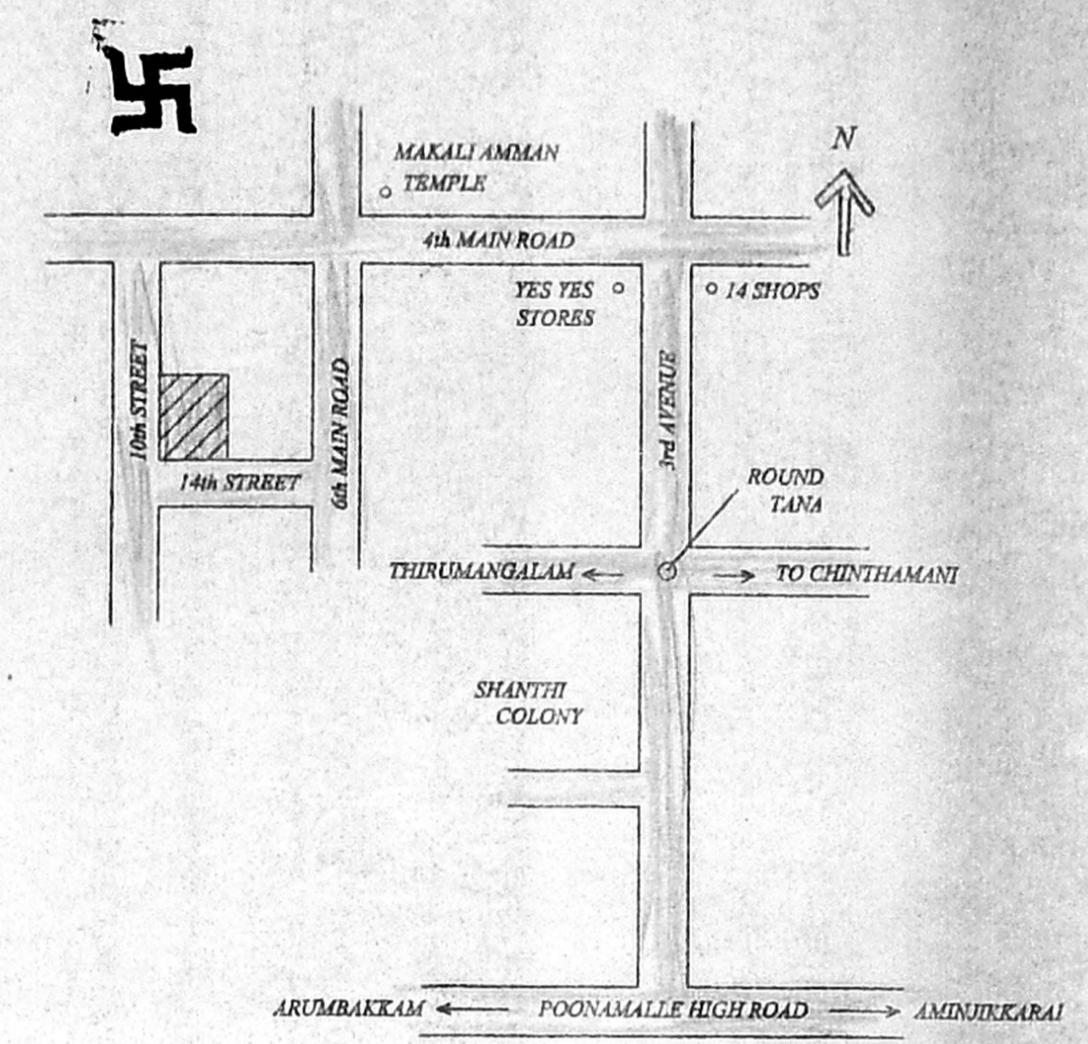 N
MAKALI AMMAN
TEMPLE
4th MAIN ROAD
YES YES
STORES
14 SHOPS
10th STREET
6th MAIN ROAD
3rd AVENUE
14th STREET
ROUND
TANA
THIRUMANGALAM
TO CHINTHAMANI
SHANTHI
COLONY
ARUMBAKKAM
POONAMALLE HIGH ROAD
AMINJIKKARAI